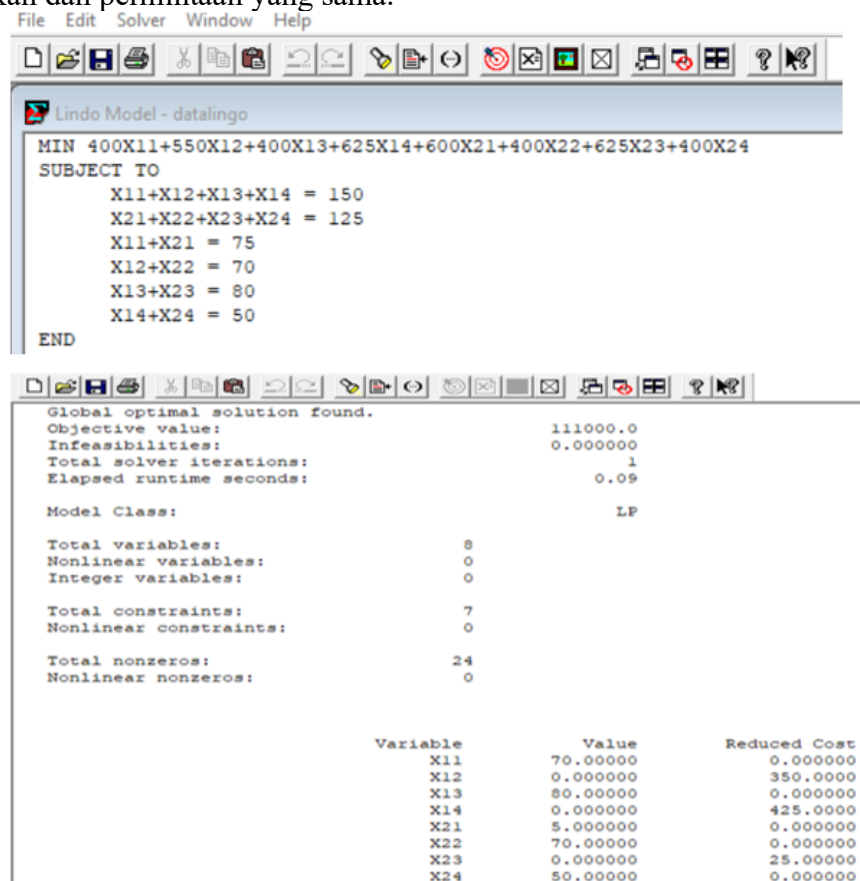 dan permintaan yang sama.
File Edit Solver Window Help
Lindo Model - datalingo
MIN 400X11+550X12+400X13+625X14+600X21+400X22+625X23+400X24
SUBJECT TO
X11+X12+X13+X14 = 150
X21+X22+X23+X24 = 125
X11+X21 = 75
X12+X22 = 70
X13+X23 = 80
X14+X24 = 50
END
Global optimal solution found.
Objective value: 111000.0
Infeasibilities: 0.000000
Total solver iterations: 1
Elapsed runtime seconds: 0.09
Model Class: LP
Total variables: 8
Nonlinear variables: 0
Integer variables: 0
Total constraints: 7
Nonlinear constraints: 0
Total nonzeros: 24
Nonlinear nonzeros: 0
Variable Value Reduced Cost
X11 70.00000 0.000000
X12 0.000000 350.0000
X13 80.00000 0.000000
X14 0.000000 425.0000
X21 5.000000 0.000000
X22 70.00000 0.000000
X23 0.000000 25.00000
X24 50.00000 0.000000